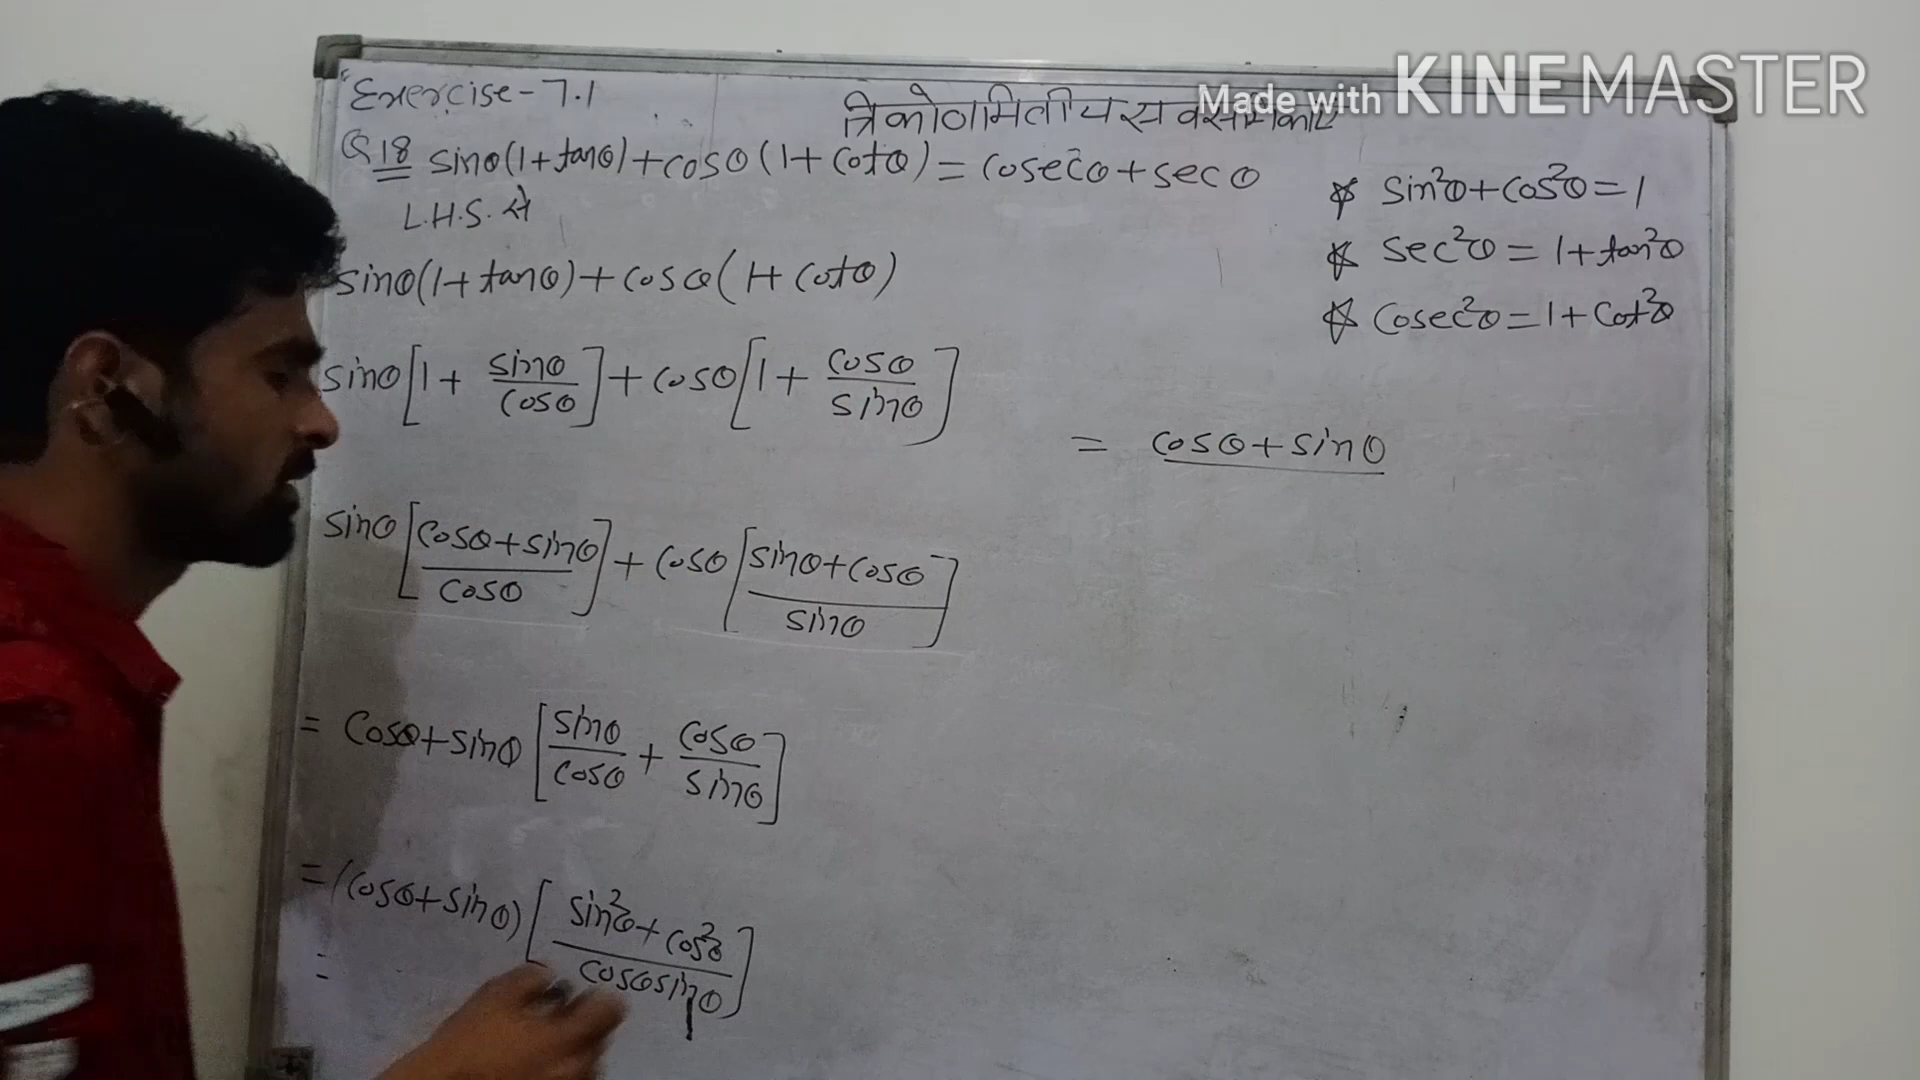 Exercise-7.1
त्रिकोणमितीय सर्वसमिकाएं
Made with KINEMASTER
Q.18 sinθ(1+tanθ)+cosθ(1+cotθ)=cosecθ+secθ
L.H.S. से
sinθ(1+tanθ)+cosθ(1+cotθ)
sinθ[1+ sinθ/cosθ]+cosθ[1+ cosθ/sinθ]
sinθ[cosθ+sinθ/cosθ]+cosθ[sinθ+cosθ/sinθ]
= cosθ+sinθ[sinθ/cosθ + cosθ/sinθ]
=(cosθ+sinθ)[sin²θ+cos²θ/cosθsinθ]
=
☆ sin²θ+cos²θ=1
☆ sec²θ=1+tan²θ
☆ cosec²θ=1+cot²θ
= cosθ+sinθ